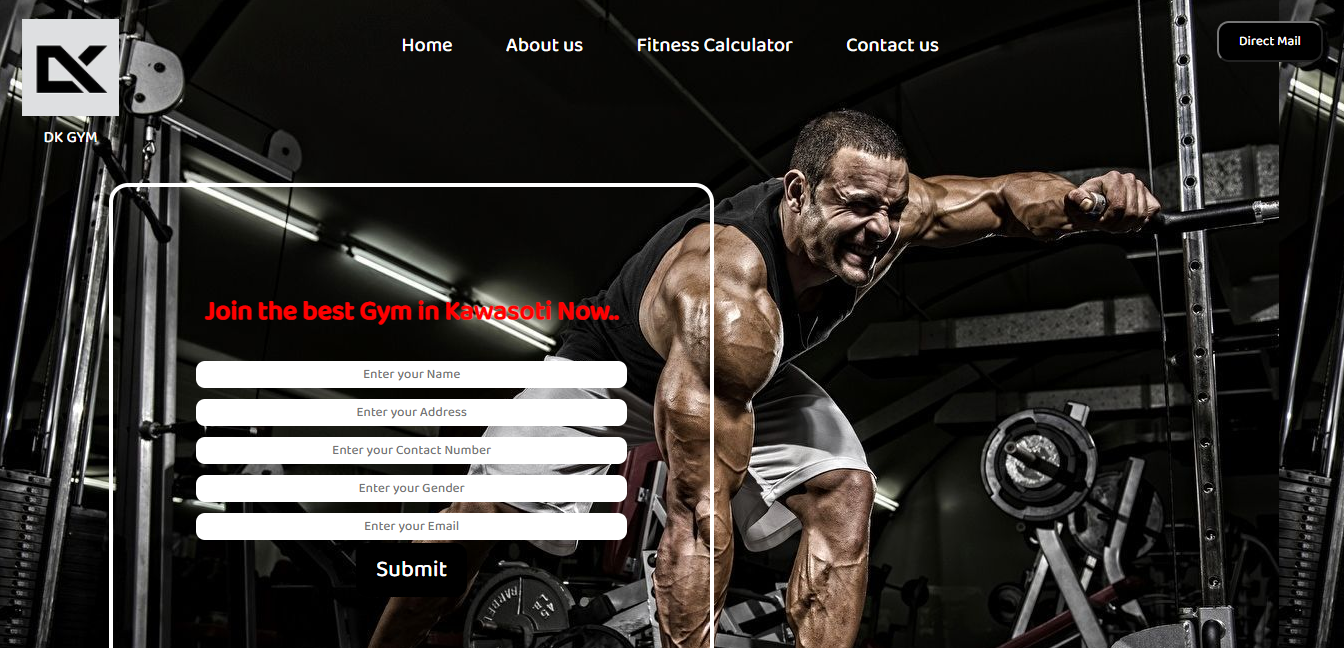 DK
DK GYM
Home
About us
Fitness Calculator
Contact us
Direct Mail
Join the best Gym in Kawasoti Now..
Enter your Name
Enter your Address
Enter your Contact Number
Enter your Gender
Enter your Email
Submit